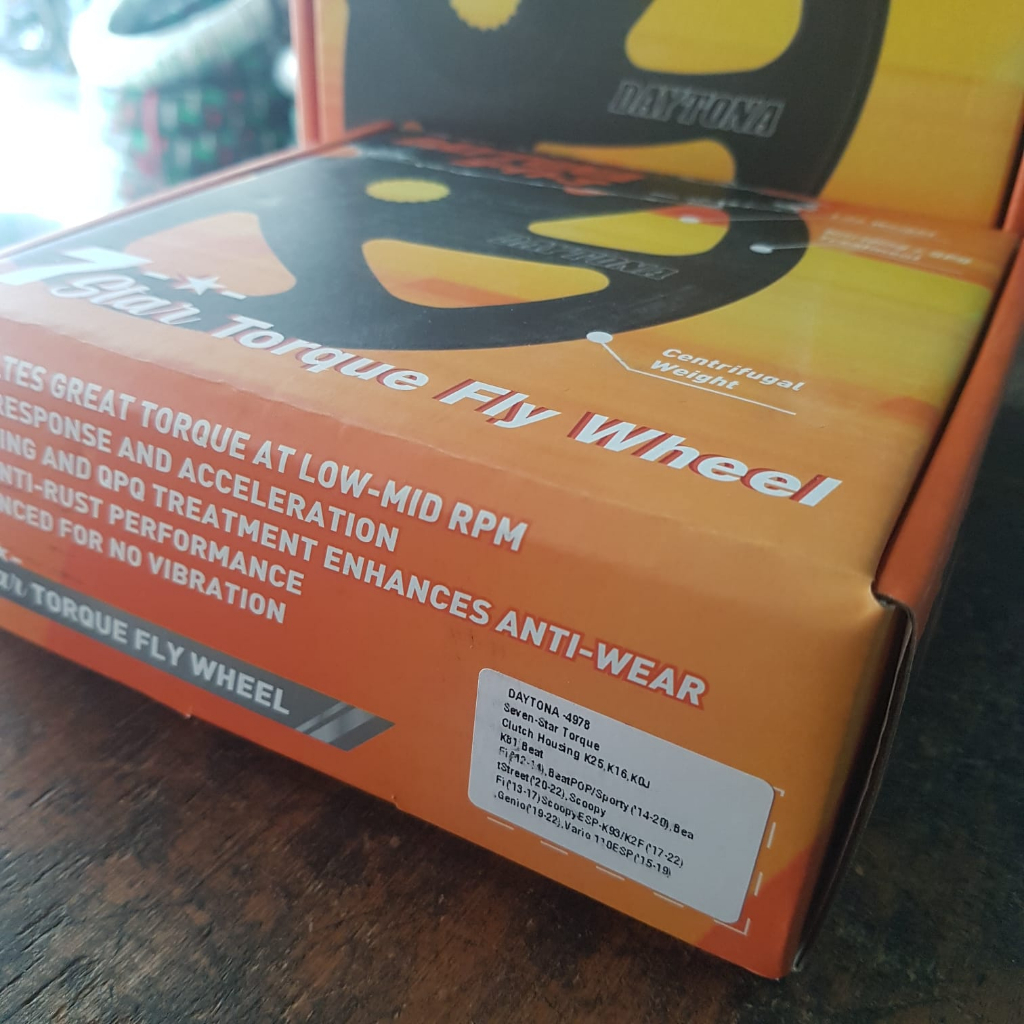 DAYTONA
DAYTONA
7 Star Torque Fly Wheel
Centrifugal
Weight
TES GREAT TORQUE AT LOW-MID RPM
RESPONSE AND ACCELERATION
ING AND QPQ TREATMENT ENHANCES ANTI-WEAR
NTI-RUST PERFORMANCE
NCED FOR NO VIBRATION
TORQUE FLY WHEEL
DAYTONA -4978
Seven-Star Torque
Clutch Housing K25,K16,K0J
K81,Beat
Fi('12-14),BeatPOP/Sporty('14-20),Bea
tStreet('20-22),Scoopy
Fi('13-17)ScoopyESP-K93/K2F('17-22)
,Genio('19-22),Vario 110ESP('15-19)